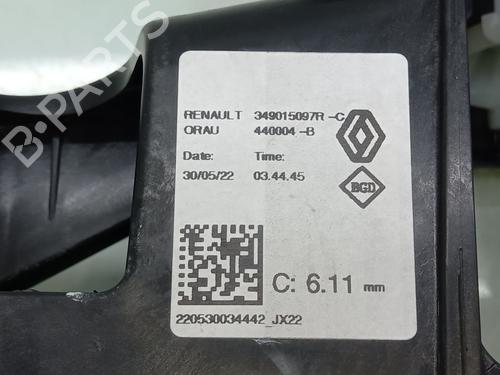 B-PARTS
RENAULT 349015097R -C
ORAU 440004 -B
Date: Time:
30/05/22 03.44.45
BGD
C: 6.11 mm
220530034442_JX22